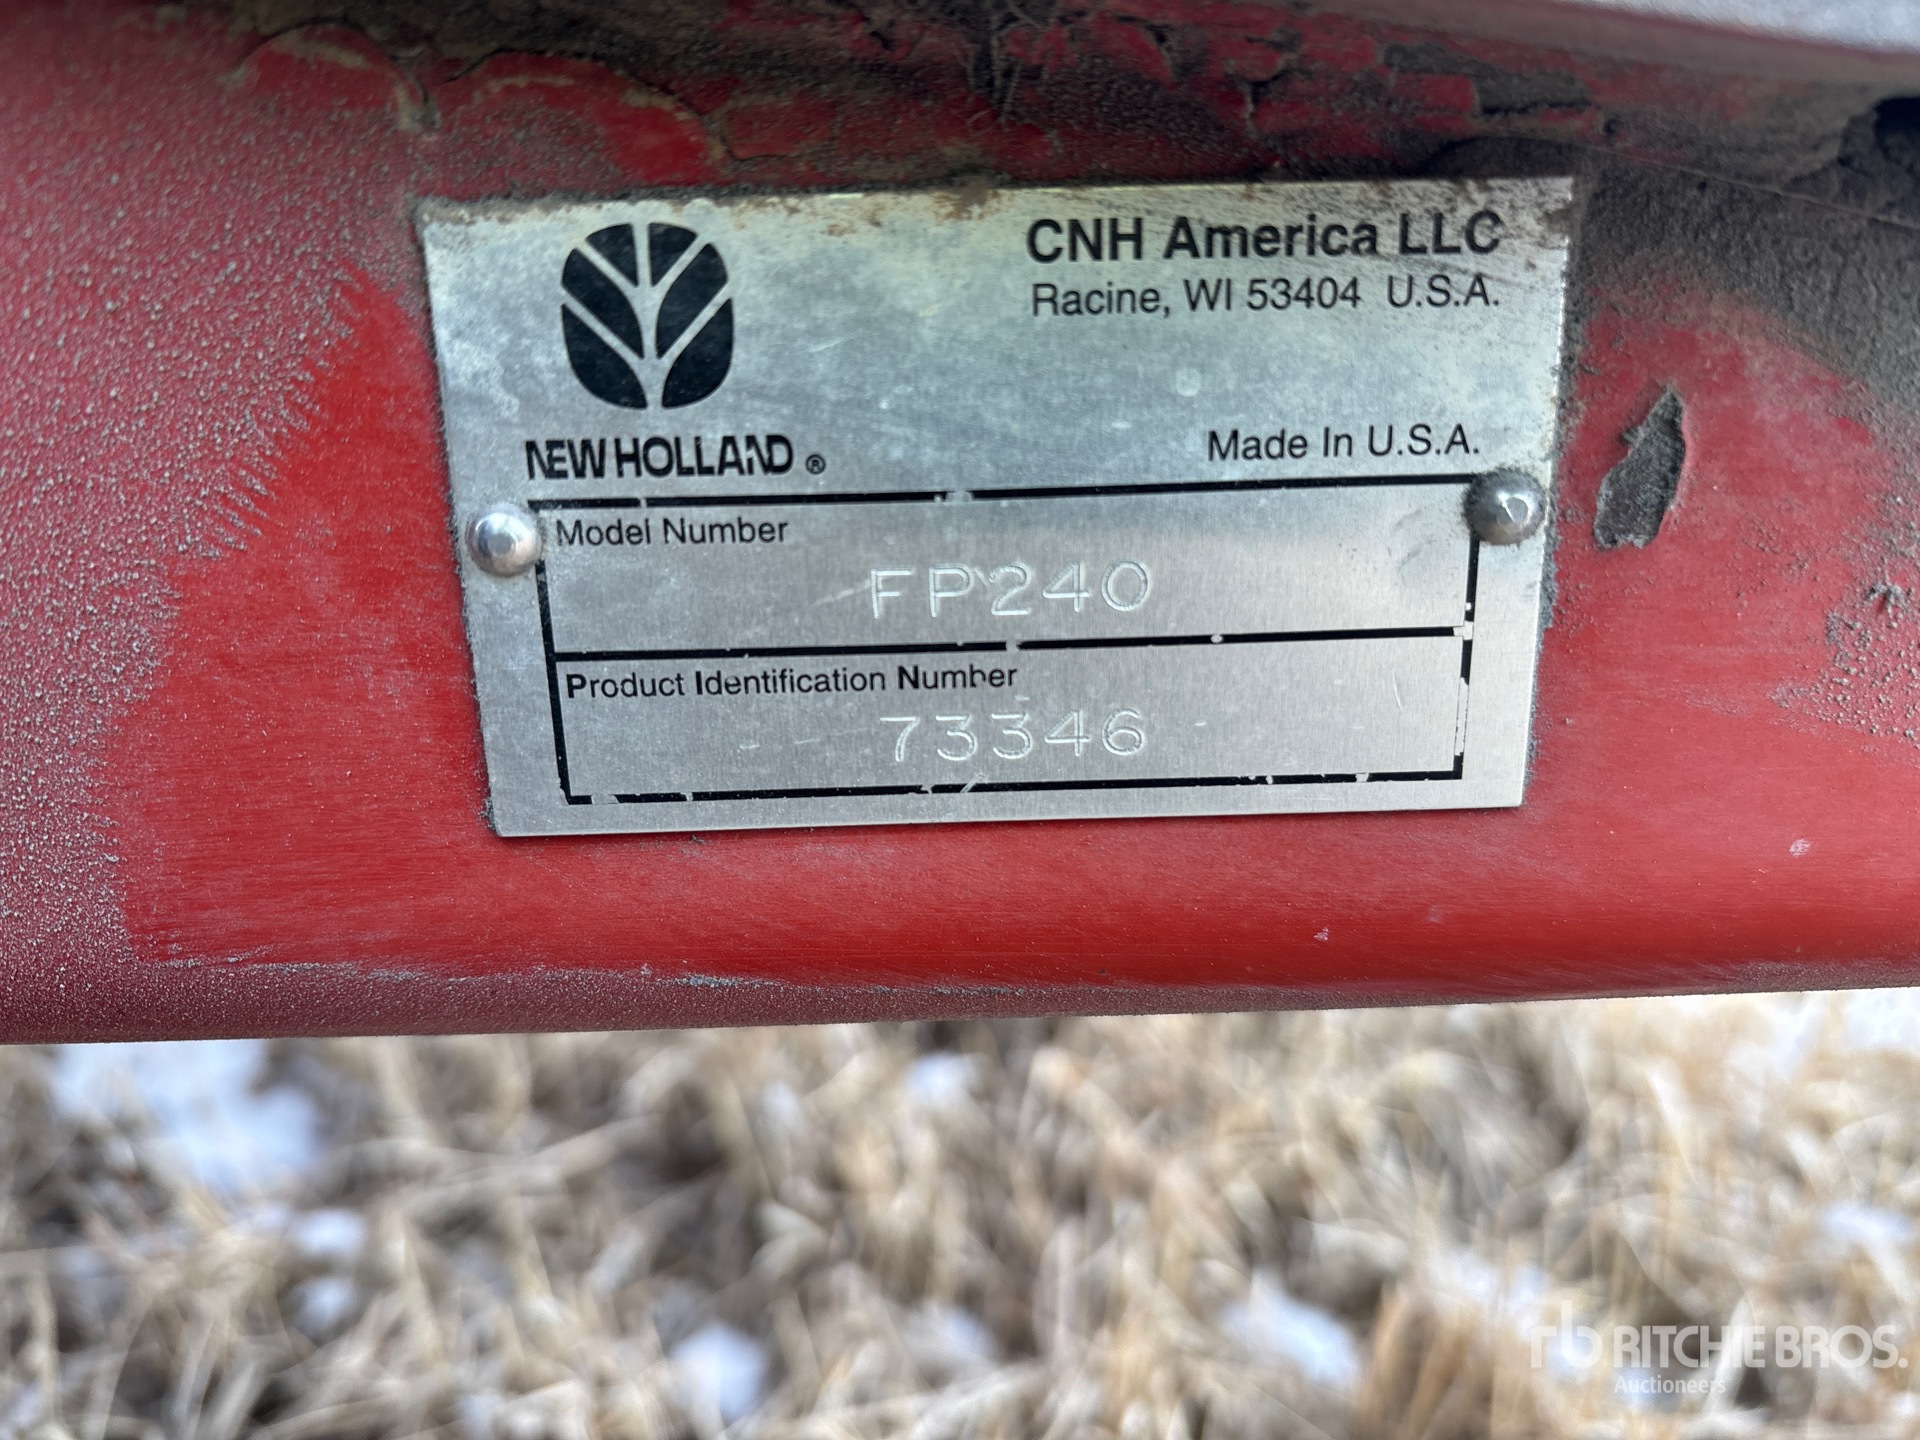 CNH America LLC
Racine, WI 53404 U.S.A.
NEW HOLLAND ®
Made In U.S.A.
Model Number
FP240
Product Identification Number
73346
rb RITCHIE BROS.
Auctioneers